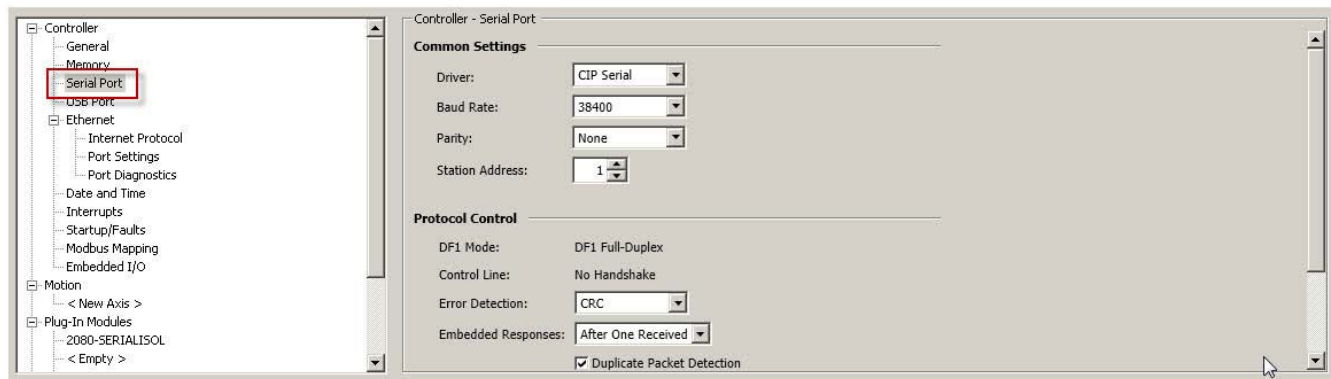 Controller
General
Memory
Serial Port
USB Port
Ethernet
Internet Protocol
Port Settings
Port Diagnostics
Date and Time
Interrupts
Startup/Faults
Modbus Mapping
Embedded I/O
Motion
< New Axis >
Plug-In Modules
2080-SERIALISOL
< Empty >
Controller - Serial Port
Common Settings
Driver: CIP Serial
Baud Rate: 38400
Parity: None
Station Address: 1
Protocol Control
DF1 Mode: DF1 Full-Duplex
Control Line: No Handshake
Error Detection: CRC
Embedded Responses: After One Received
Duplicate Packet Detection